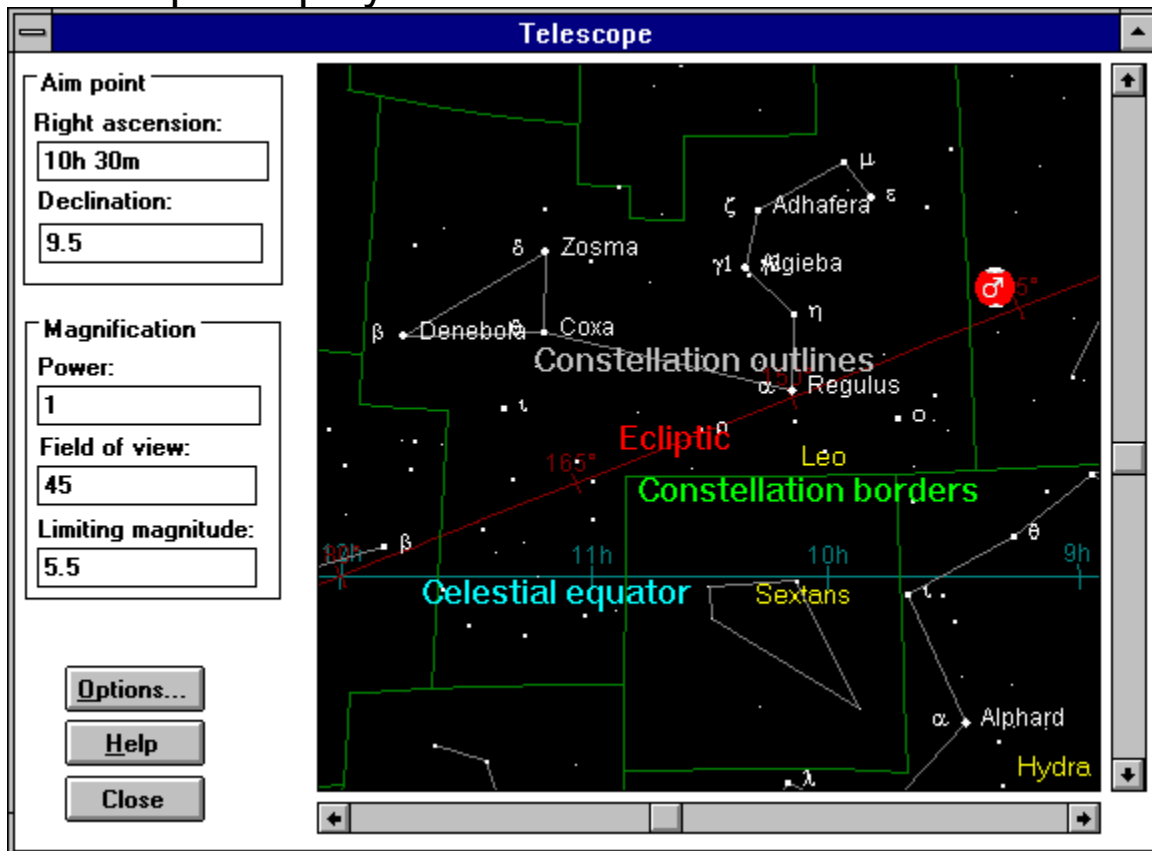 Telescope
Aim point
Right ascension:
10h 30m
Declination:
9.5
Magnification
Power:
1
Field of view:
45
Limiting magnitude:
5.5
Options...
Help
Close
μ
ε
ζ Adhafera
δ Zosma
γ1 Algieba
♂
η
β Denebola
θ Coxa
Constellation outlines
α Regulus
150°
ι
ο
ρ
Ecliptic
Leo
165°
Constellation borders
β
θ
11h
10h
9h
Celestial equator
Sextans
ι
α Alphard
Hydra
λ